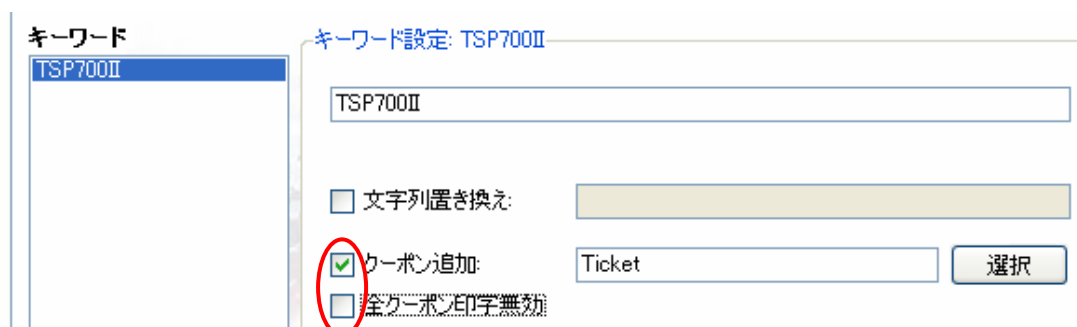 キーワード
TSP700Ⅱ
キーワード設定: TSP700Ⅱ
TSP700Ⅱ
文字列置き換え:
クーポン追加: Ticket 選択
全クーポン印字無効